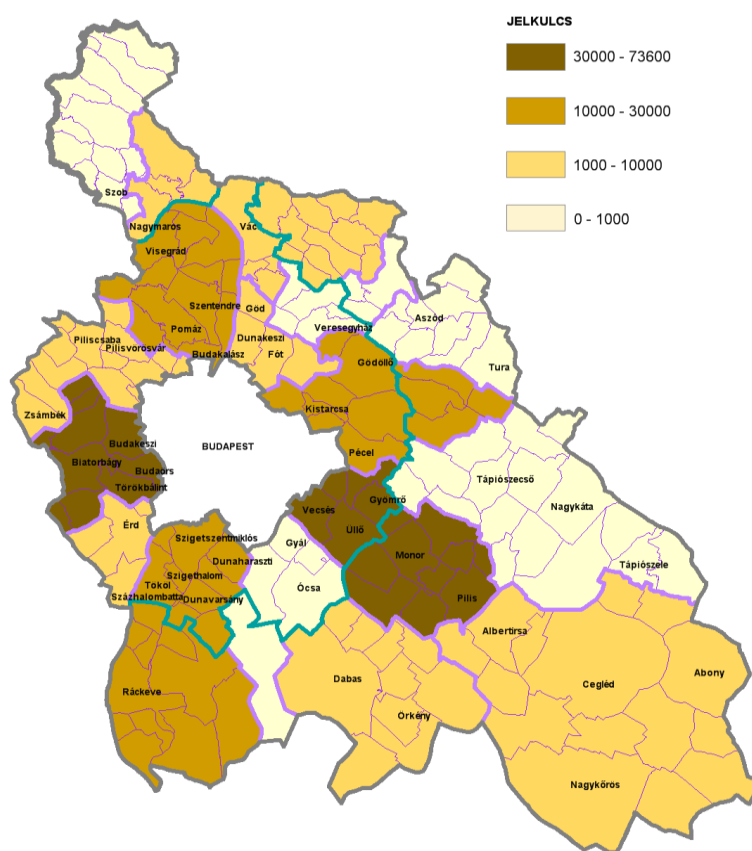 JELKULCS
30000 - 73600
10000 - 30000
1000 - 10000
0 - 1000
Szob
Nagymaros
Vác
Visegrád
Szentendre
Göd
Aszód
Pomáz
Veresegyház
Piliscsaba
Pilisvörösvár
Dunakeszi
Budakalász
Fót
Gödöllő
Tura
Zsámbék
Kistarcsa
Budakeszi
BUDAPEST
Pécel
Biatorbágy
Budaörs
Törökbálint
Tápiószecső
Gyömrő
Nagykáta
Vecsés
Érd
Üllő
Szigetszentmiklós
Gyál
Monor
Dunaharaszti
Tápiószele
Tököl
Szigethalom
Ócsa
Százhalombatta
Dunavarsány
Pilis
Albertirsa
Abony
Dabas
Cegléd
Ráckeve
Örkény
Nagykőrös